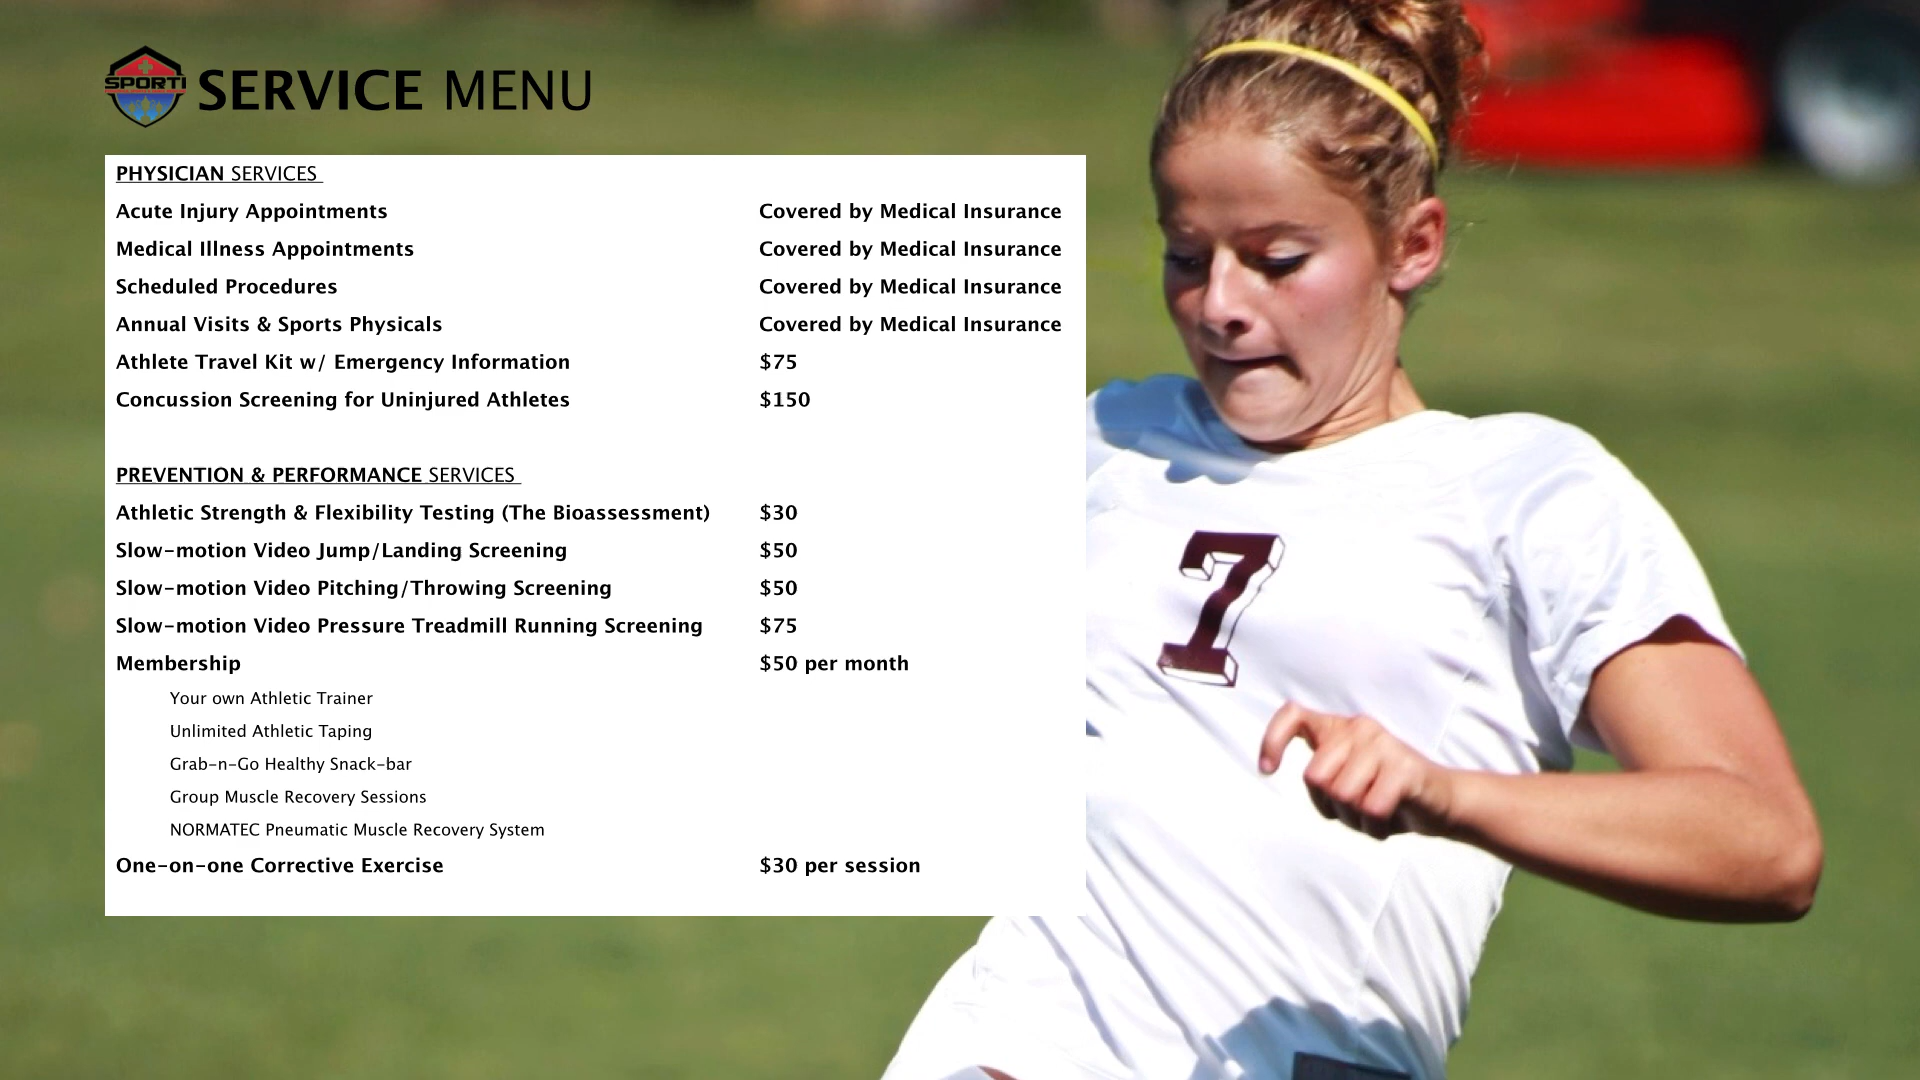 SPORTI
SERVICE MENU
PHYSICIAN SERVICES
Acute Injury Appointments Covered by Medical Insurance
Medical Illness Appointments Covered by Medical Insurance
Scheduled Procedures Covered by Medical Insurance
Annual Visits & Sports Physicals Covered by Medical Insurance
Athlete Travel Kit w/ Emergency Information $75
Concussion Screening for Uninjured Athletes $150
PREVENTION & PERFORMANCE SERVICES
Athletic Strength & Flexibility Testing (The Bioassessment) $30
Slow-motion Video Jump/Landing Screening $50
Slow-motion Video Pitching/Throwing Screening $50
Slow-motion Video Pressure Treadmill Running Screening $75
Membership $50 per month
Your own Athletic Trainer
Unlimited Athletic Taping
Grab-n-Go Healthy Snack-bar
Group Muscle Recovery Sessions
NORMATEC Pneumatic Muscle Recovery System
One-on-one Corrective Exercise $30 per session
7